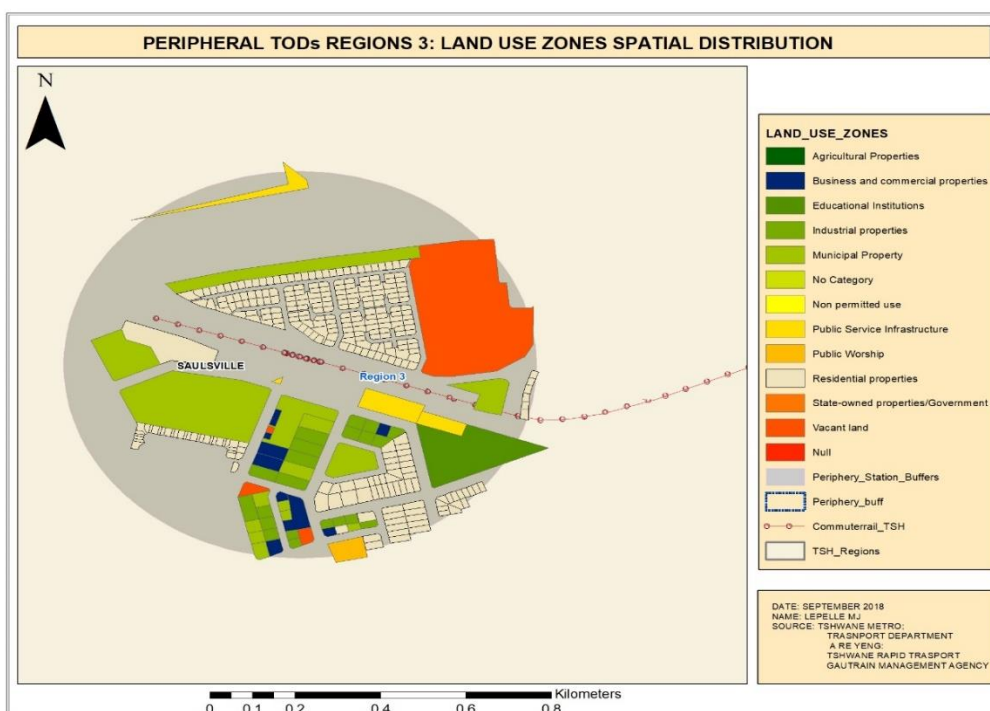 PERIPHERAL TODs REGIONS 3: LAND USE ZONES SPATIAL DISTRIBUTION
N
SAULSVILLE
Region 3
LAND_USE_ZONES
Agricultural Properties
Business and commercial properties
Educational Institutions
Industrial properties
Municipal Property
No Category
Non permitted use
Public Service Infrastructure
Public Worship
Residential properties
State-owned properties/Government
Vacant land
Null
Periphery_Station_Buffers
Periphery_buff
Commuterrail_TSH
TSH_Regions
DATE: SEPTEMBER 2018
NAME: LEPELLE MJ
SOURCE: TSHWANE METRO:
TRASNPORT DEPARTMENT
A RE YENG:
TSHWANE RAPID TRASPORT
GAUTRAIN MANAGEMENT AGENCY
Kilometers
0 0.1 0.2 0.4 0.6 0.8